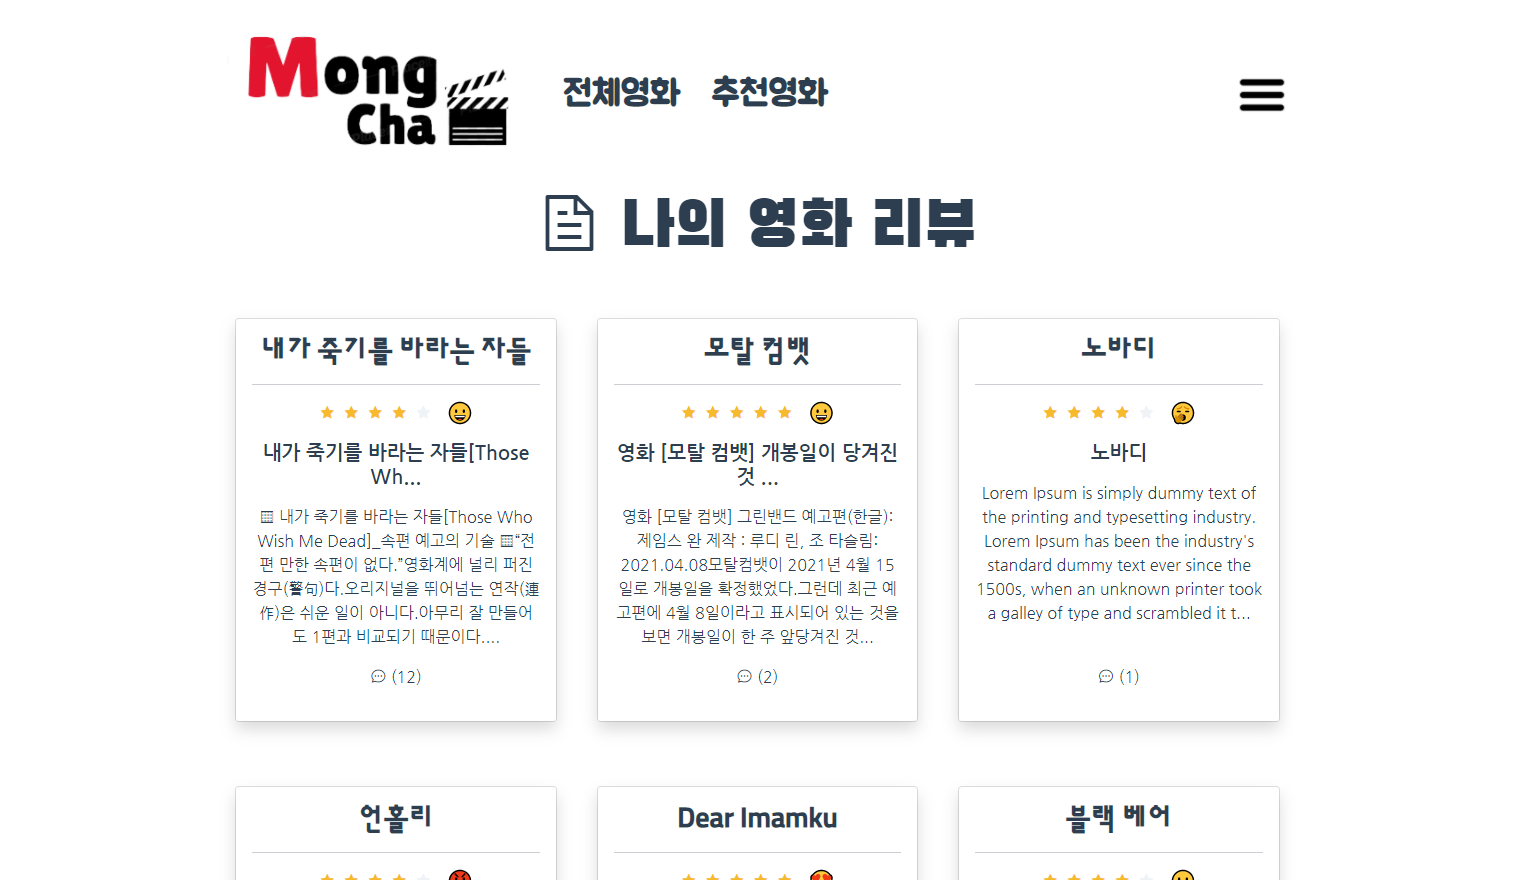 Mong
Cha
전체영화 추천영화
나의 영화 리뷰
내가 죽기를 바라는 자들
내가 죽기를 바라는 자들[Those
Wh...
▤ 내가 죽기를 바라는 자들[Those Who
Wish Me Dead]_속편 예고의 기술 ▤“전
편 만한 속편이 없다.”영화계에 널리 퍼진
경구(警句)다.오리지널을 뛰어넘는 연작(連
作)은 쉬운 일이 아니다.아무리 잘 만들어
도 1편과 비교되기 때문이다....
(12)
모탈 컴뱃
영화 [모탈 컴뱃] 개봉일이 당겨진
것 ...
영화 [모탈 컴뱃] 그린밴드 예고편(한글):
제임스 완 제작 : 루디 린, 조 타슬림:
2021.04.08모탈컴뱃이 2021년 4월 15
일로 개봉일을 확정했었다.그런데 최근 예
고편에 4월 8일이라고 표시되어 있는 것을
보면 개봉일이 한 주 앞당겨진 것...
(2)
노바디
노바디
Lorem Ipsum is simply dummy text of
the printing and typesetting industry.
Lorem Ipsum has been the industry's
standard dummy text ever since the
1500s, when an unknown printer took
a galley of type and scrambled it t...
(1)
언홀리
Dear Imamku
블랙 베어